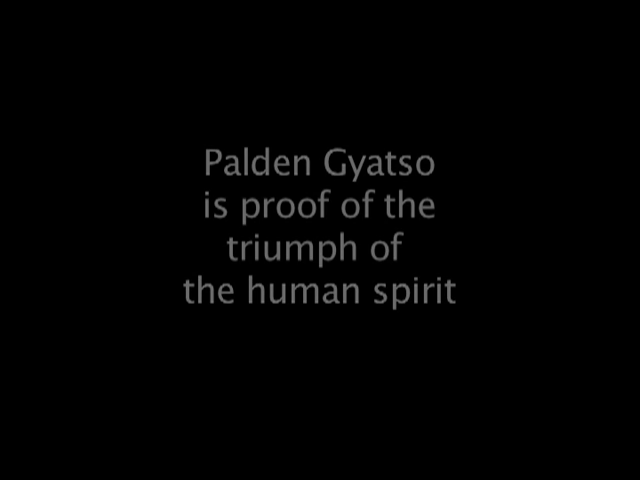 Palden Gyatso
is proof of the
triumph of
the human spirit